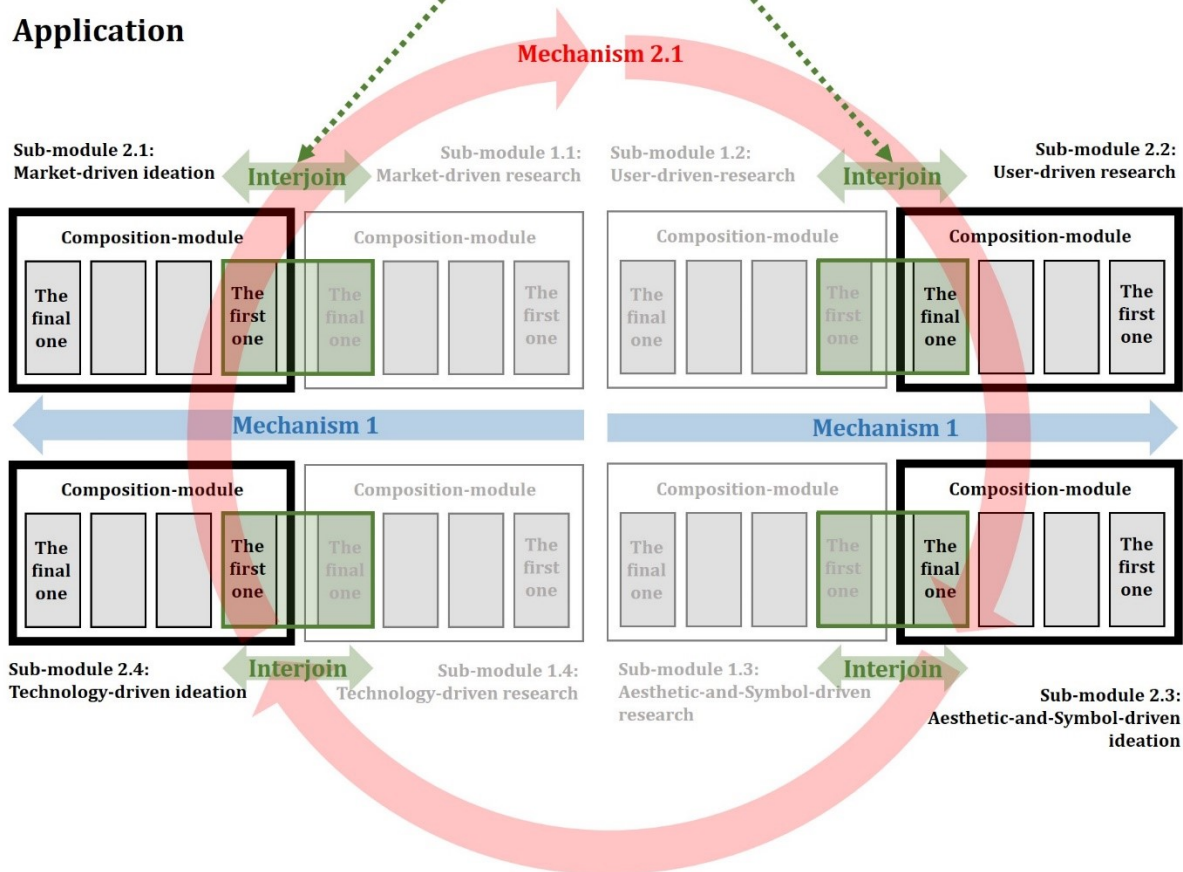 Application
Mechanism 2.1
Sub-module 2.1:
Market-driven ideation
Interjoin
Sub-module 1.1:
Market-driven research
Sub-module 1.2:
User-driven-research
Interjoin
Sub-module 2.2:
User-driven research
Composition-module
The
final
one
The
first
one
Composition-module
The
final
one
The
first
one
Composition-module
The
final
one
The
first
one
Composition-module
The
final
one
The
first
one
Mechanism 1
Mechanism 1
Composition-module
The
final
one
The
first
one
Composition-module
The
final
one
The
first
one
Composition-module
The
final
one
The
first
one
Composition-module
The
final
one
The
first
one
Sub-module 2.4:
Technology-driven ideation
Interjoin
Sub-module 1.4:
Technology-driven research
Sub-module 1.3:
Aesthetic-and-Symbol-driven
research
Interjoin
Sub-module 2.3:
Aesthetic-and-Symbol-driven
ideation